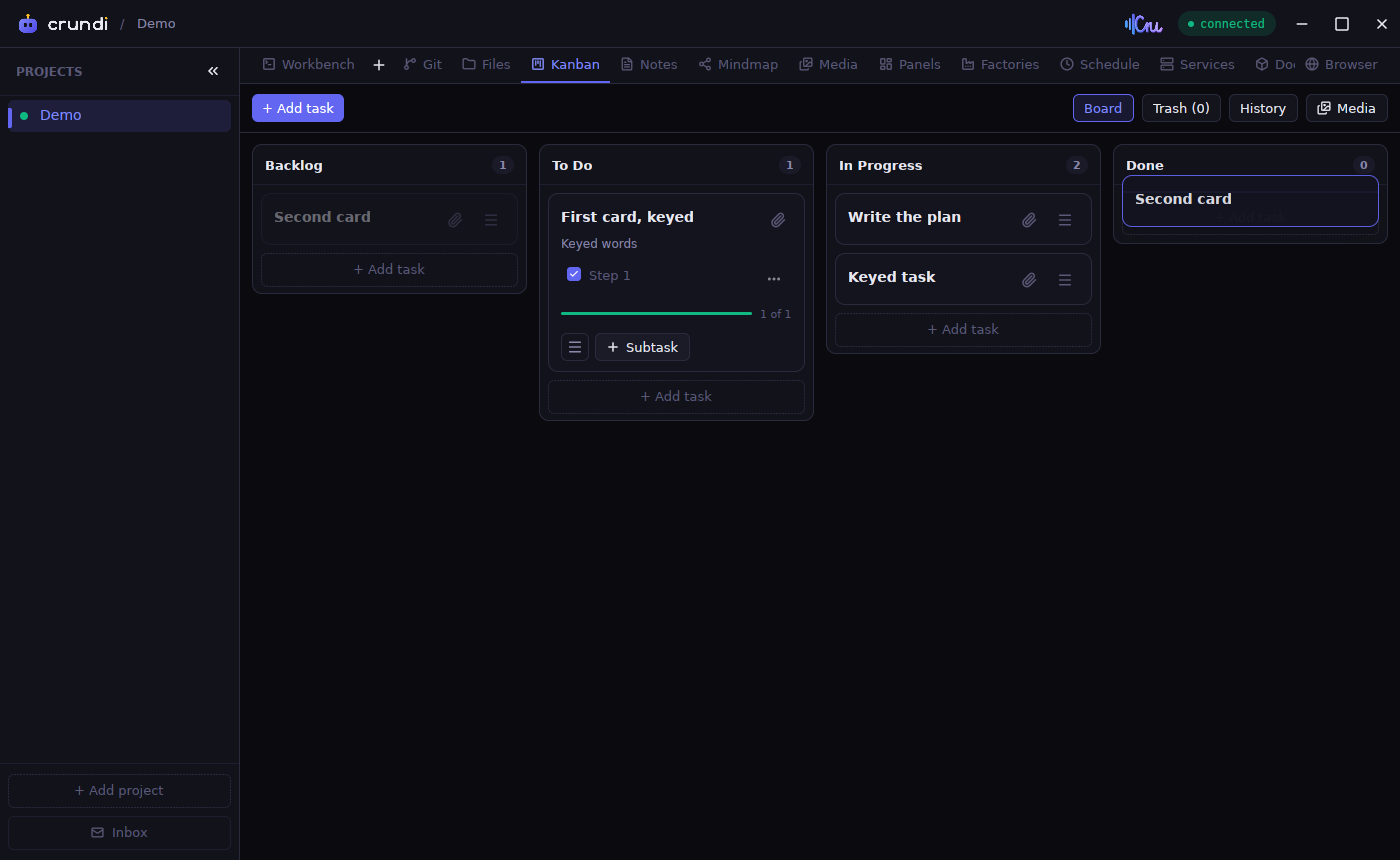 crundi / Demo
Cru
connected
PROJECTS
Demo
+ Add project
Inbox
Workbench
Git
Files
Kanban
Notes
Mindmap
Media
Panels
Factories
Schedule
Services
Doc
Browser
+ Add task
Board
Trash (0)
History
Media
Backlog 1
Second card
+ Add task
To Do 1
First card, keyed
Keyed words
Step 1
1 of 1
+ Subtask
+ Add task
In Progress 2
Write the plan
Keyed task
+ Add task
Done 0
Second card
+ Add task